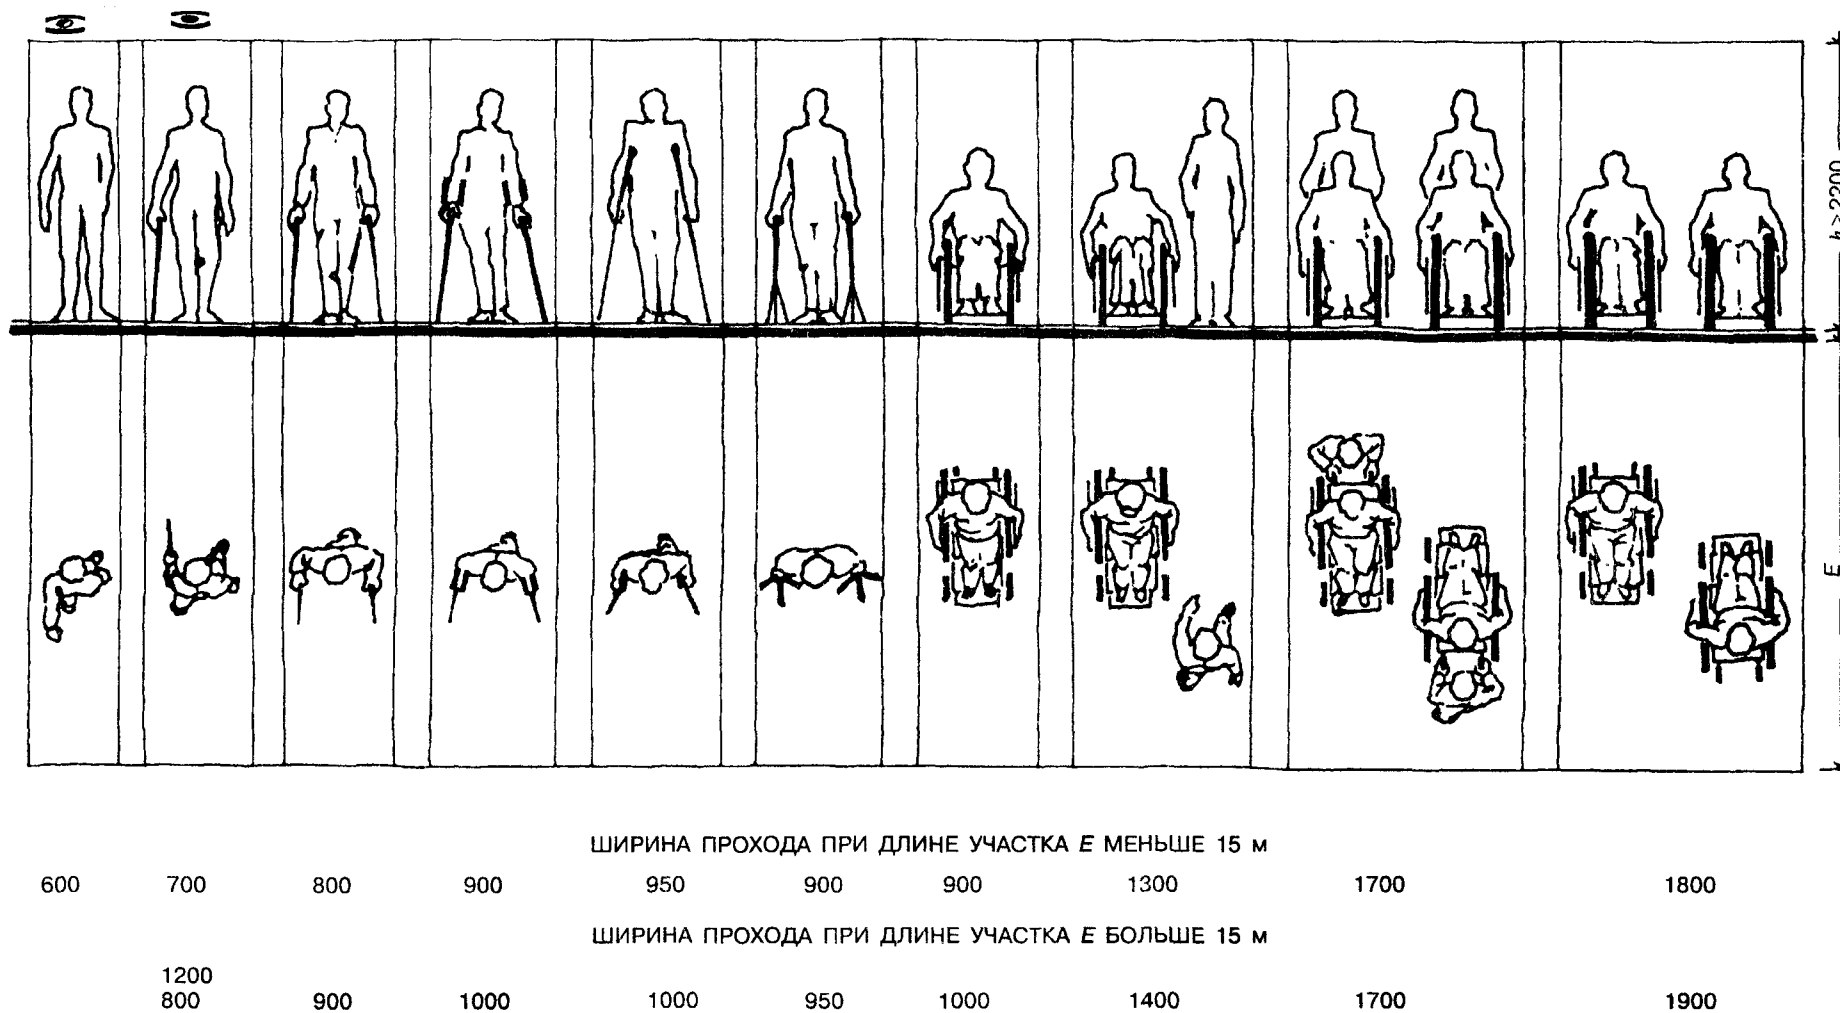 h ≥ 2200
E
ШИРИНА ПРОХОДА ПРИ ДЛИНЕ УЧАСТКА E МЕНЬШЕ 15 м
600 700 800 900 950 900 900 1300 1700 1800
ШИРИНА ПРОХОДА ПРИ ДЛИНЕ УЧАСТКА E БОЛЬШЕ 15 м
1200
800 900 1000 1000 950 1000 1400 1700 1900